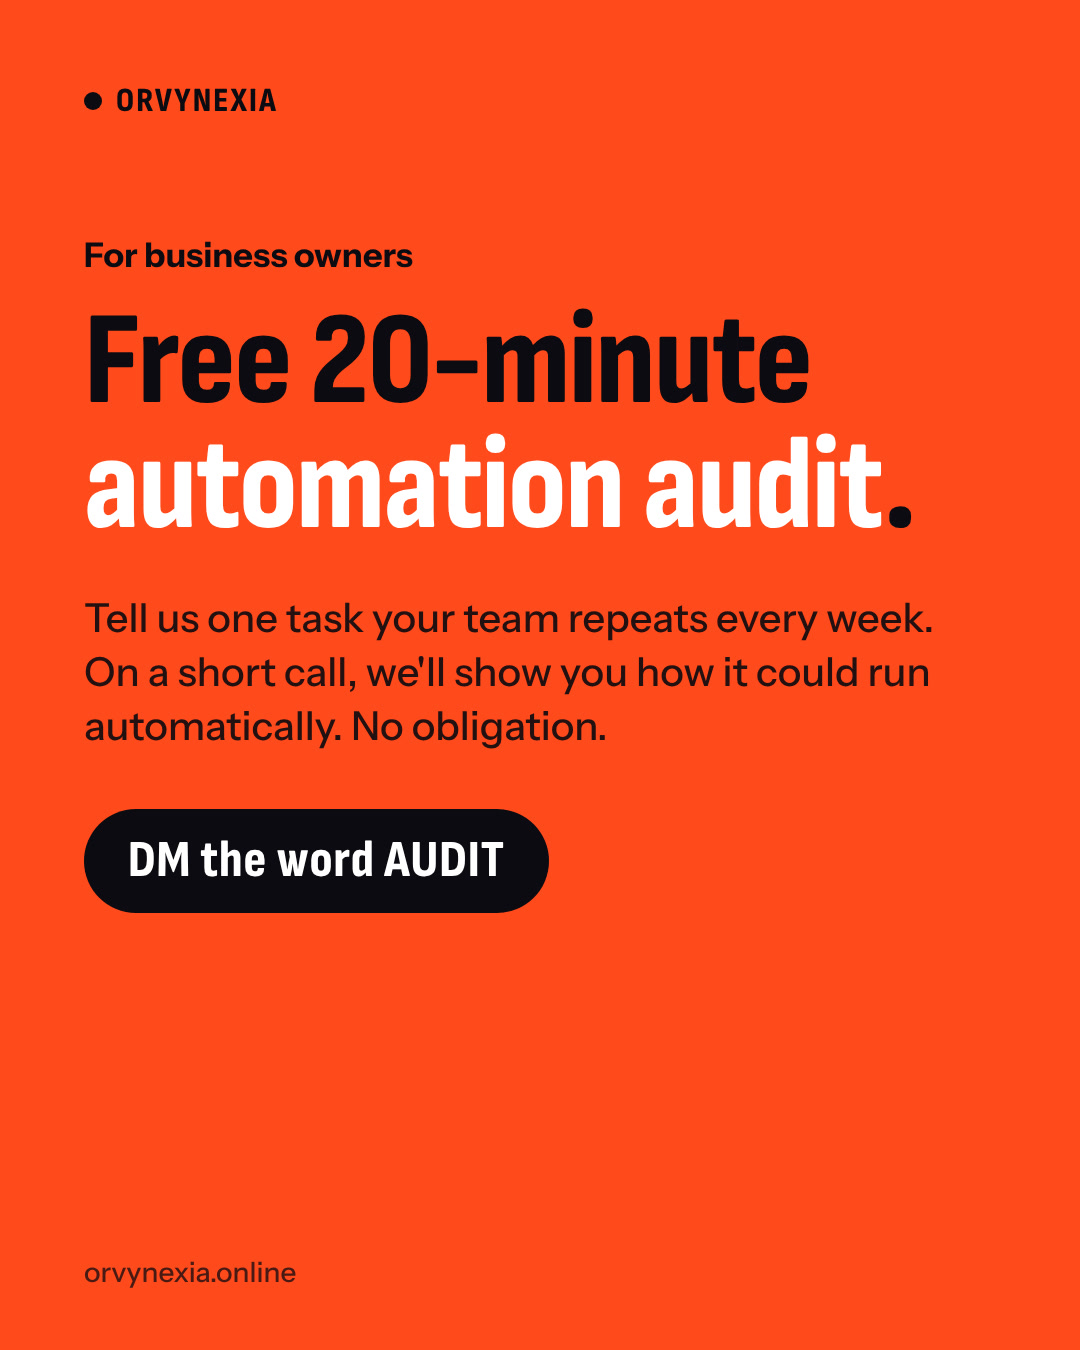 ORVYNEXIA
For business owners
Free 20-minute
automation audit.
Tell us one task your team repeats every week.
On a short call, we'll show you how it could run
automatically. No obligation.
DM the word AUDIT
orvynexia.online